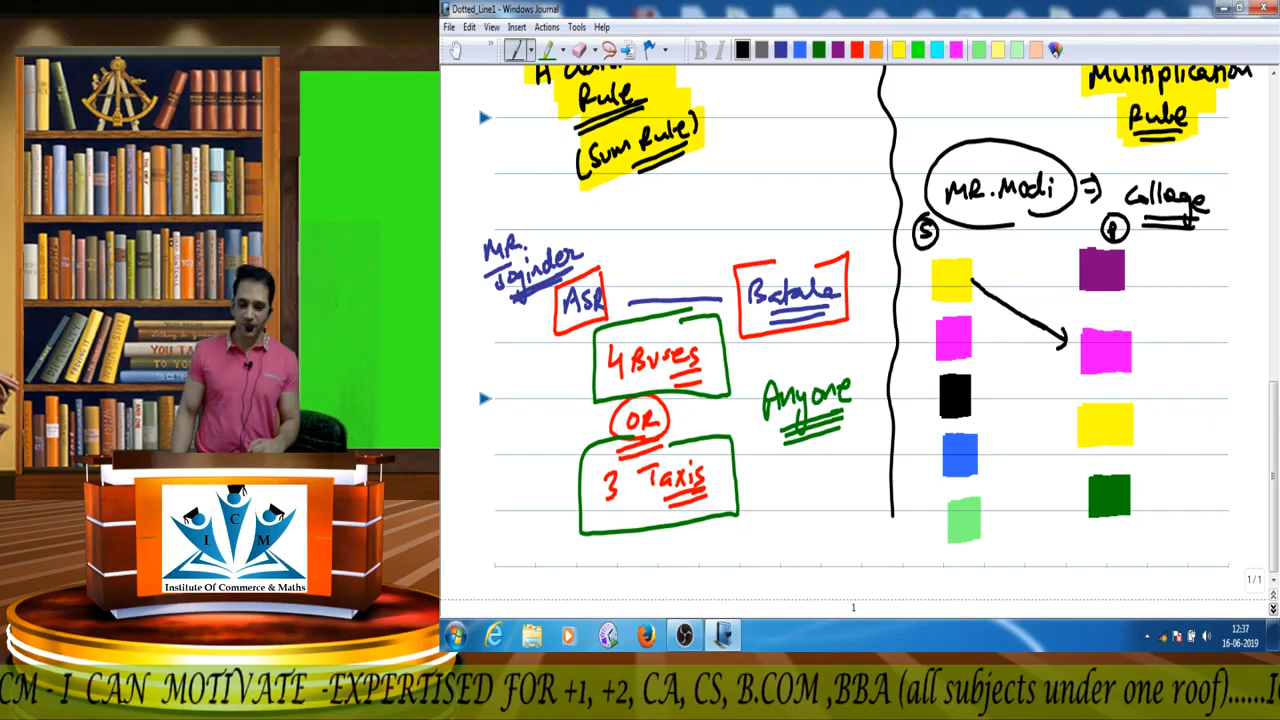 Dotted_Line1 - Windows Journal
File Edit View Insert Actions Tools Help
Rule
(Sum Rule)
Multiplication
Rule
MR. Modi => College
5
P
MR.
Joginder
ASR
Batala
4 Buses
OR
3 Taxis
Anyone
1/1
1
12:37
16-06-2019
I C M
Institute Of Commerce & Maths
CM - I CAN MOTIVATE -EXPERTISED FOR +1, +2, CA, CS, B.COM ,BBA (all subjects under one roof)......I